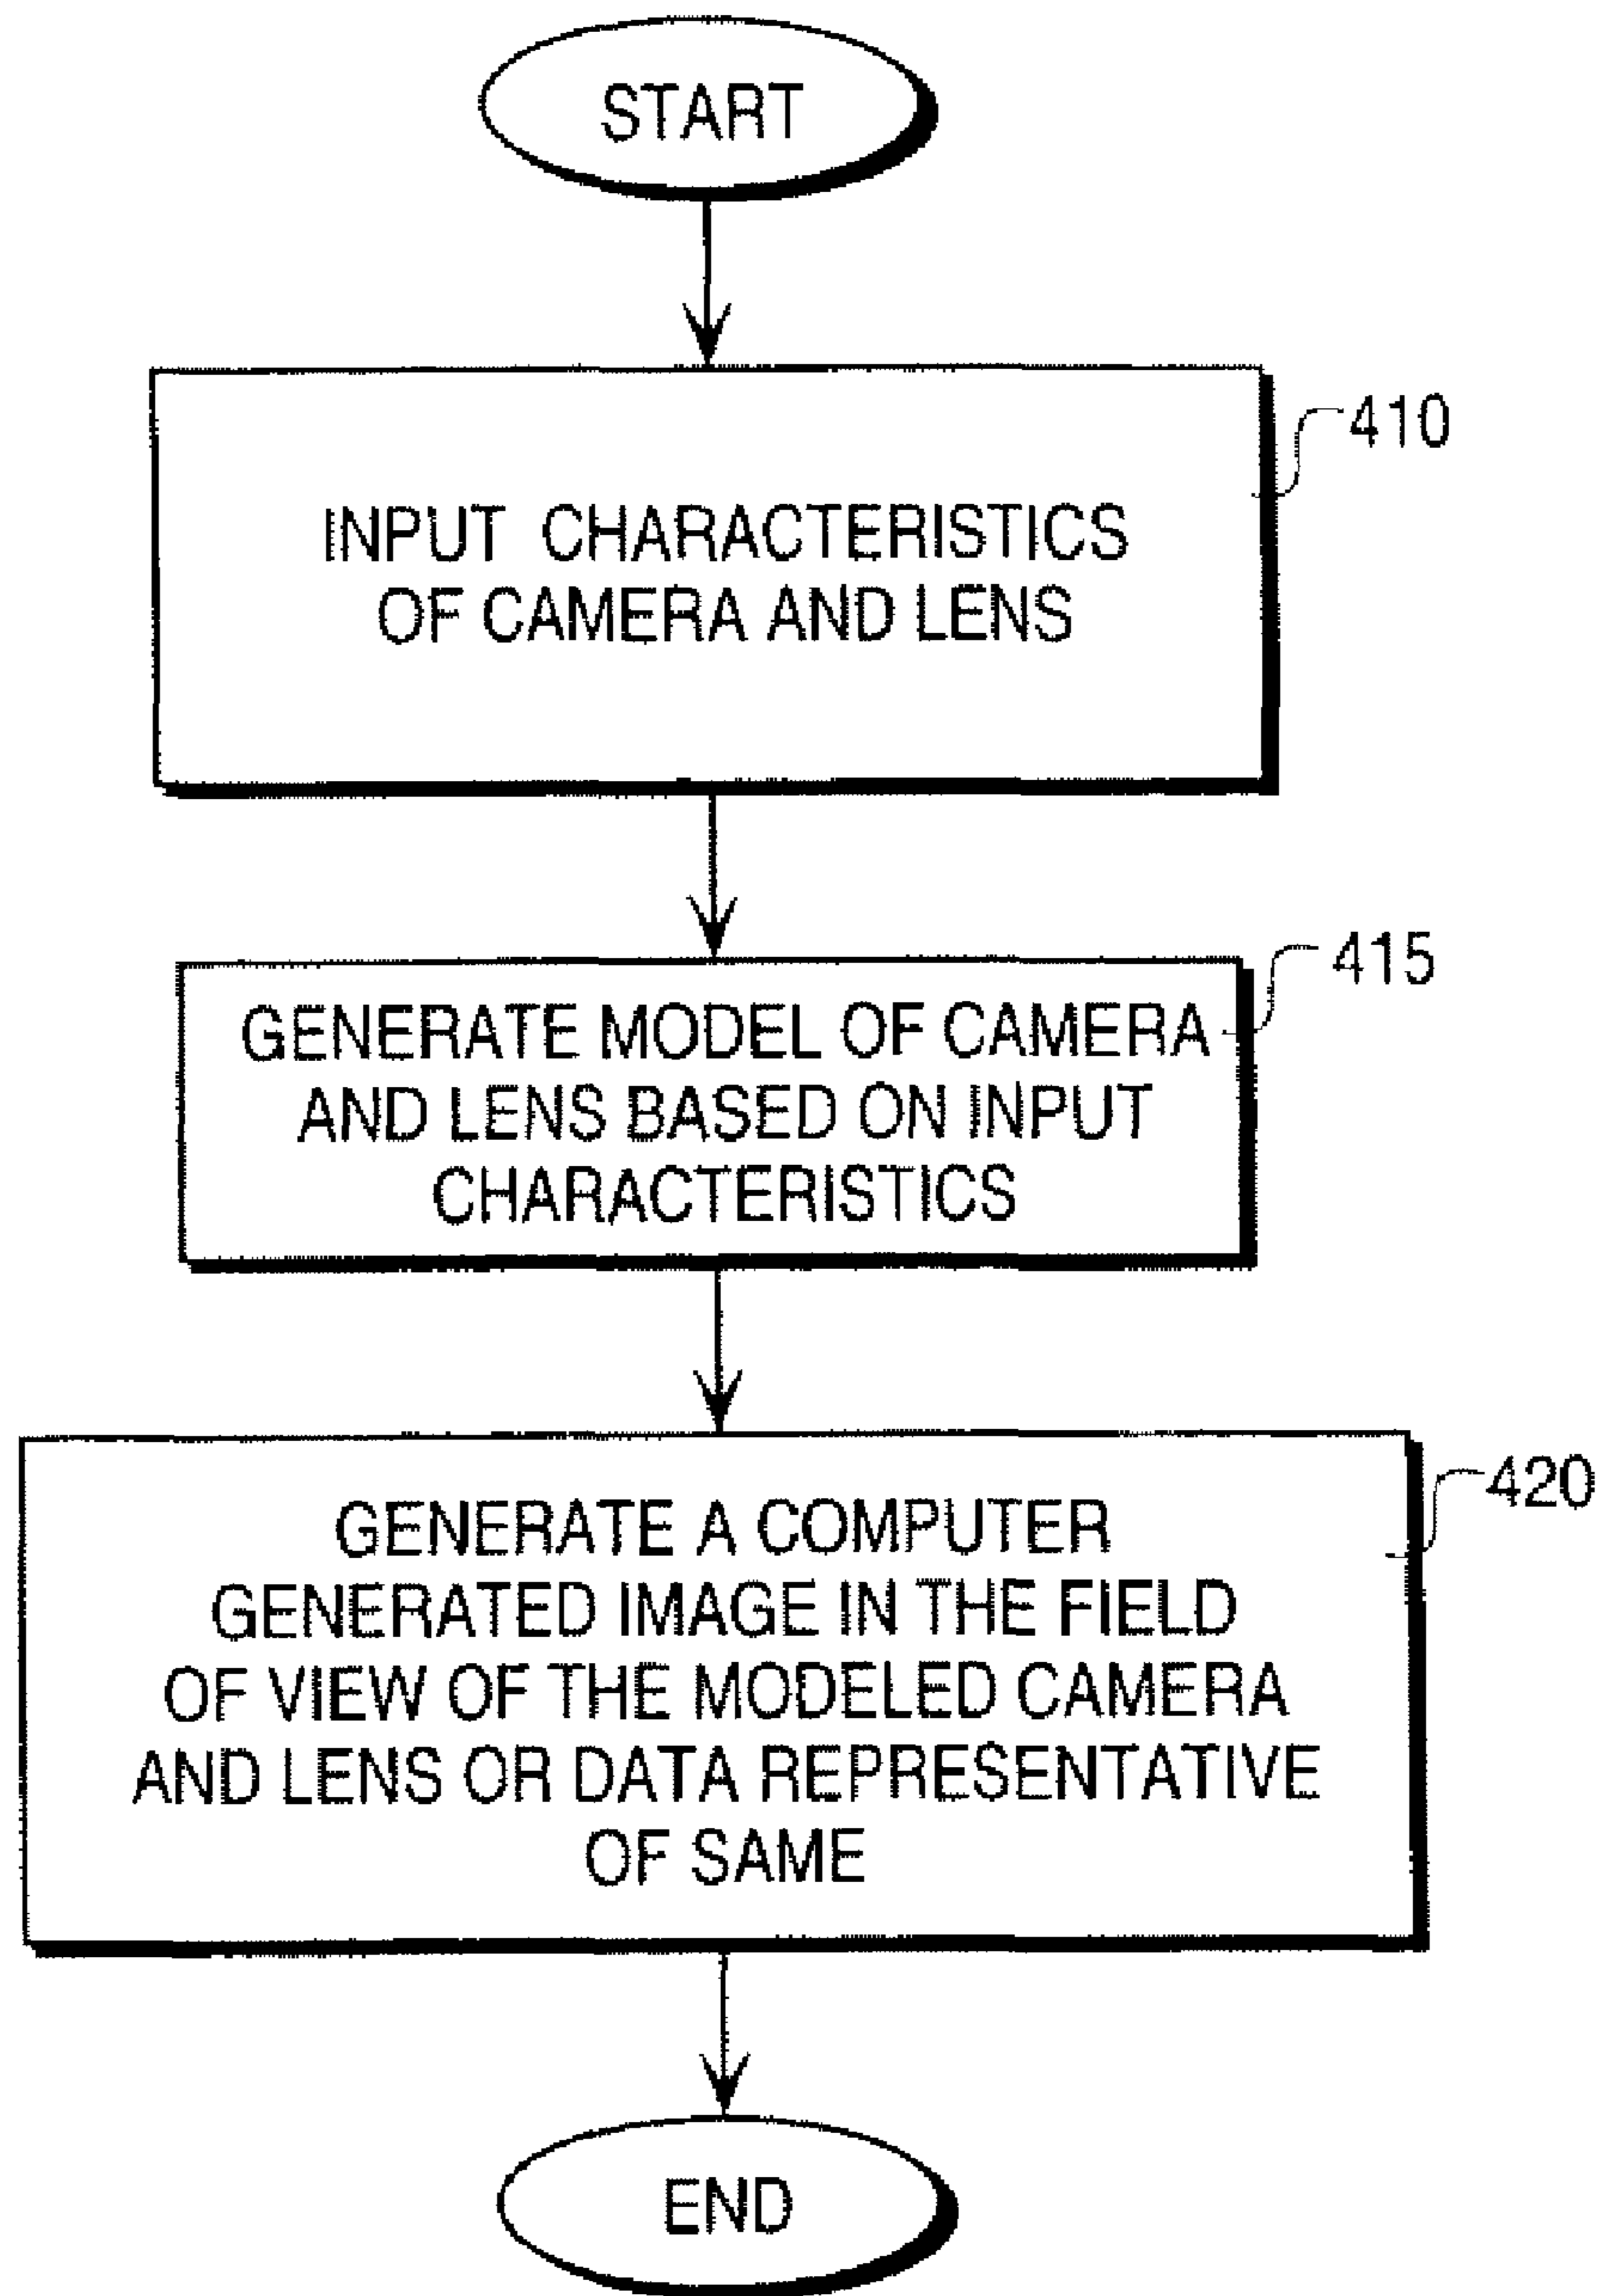 START
410
INPUT CHARACTERISTICS
OF CAMERA AND LENS
415
GENERATE MODEL OF CAMERA
AND LENS BASED ON INPUT
CHARACTERISTICS
420
GENERATE A COMPUTER
GENERATED IMAGE IN THE FIELD
OF VIEW OF THE MODELED CAMERA
AND LENS OR DATA REPRESENTATIVE
OF SAME
END